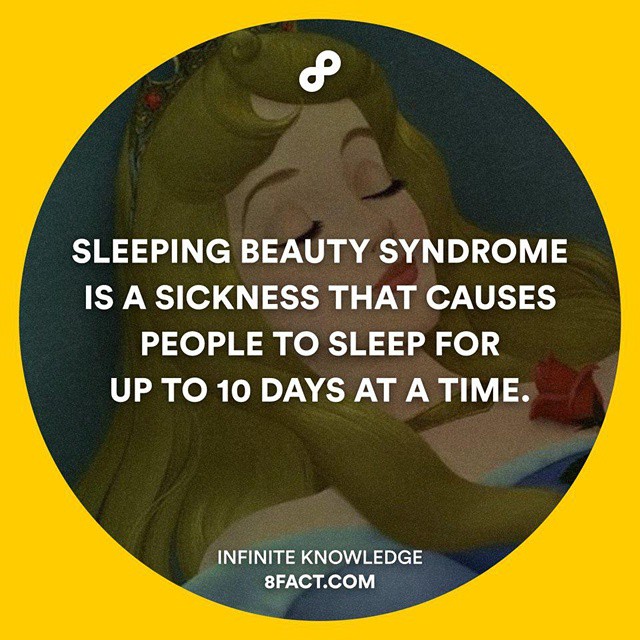 SLEEPING BEAUTY SYNDROME
IS A SICKNESS THAT CAUSES
PEOPLE TO SLEEP FOR
UP TO 10 DAYS AT A TIME.
INFINITE KNOWLEDGE
8FACT.COM